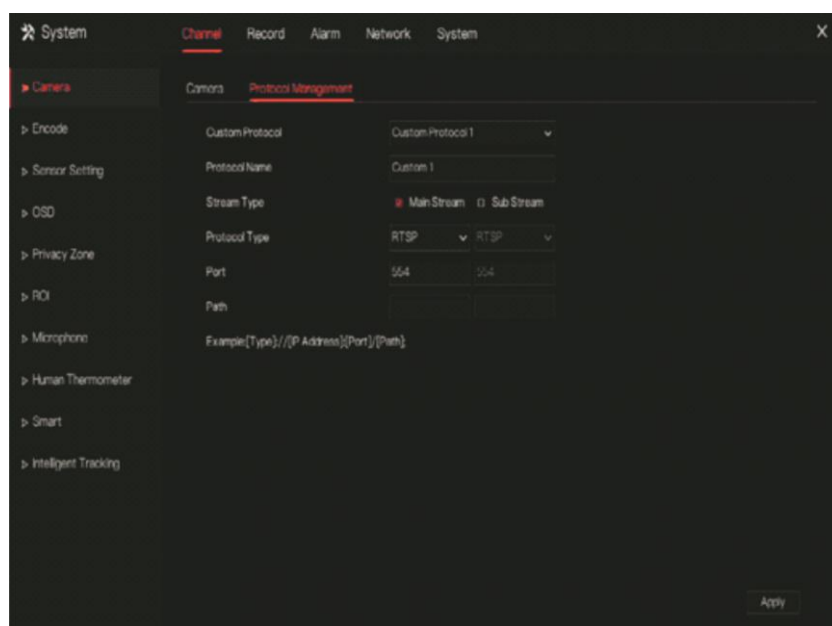 System Channel Record Alarm Network System X
Camera
Encode
Sensor Setting
OSD
Privacy Zone
ROI
Microphone
Human Thermometer
Smart
Intelligent Tracking
Camera Protocol Management
Custom Protocol Custom Protocol 1
Protocol Name Custom 1
Stream Type Main Stream Sub Stream
Protocol Type RTSP RTSP
Port 554 554
Path
Example:[Type]://[IP Address]:[Port]/[Path];
Apply